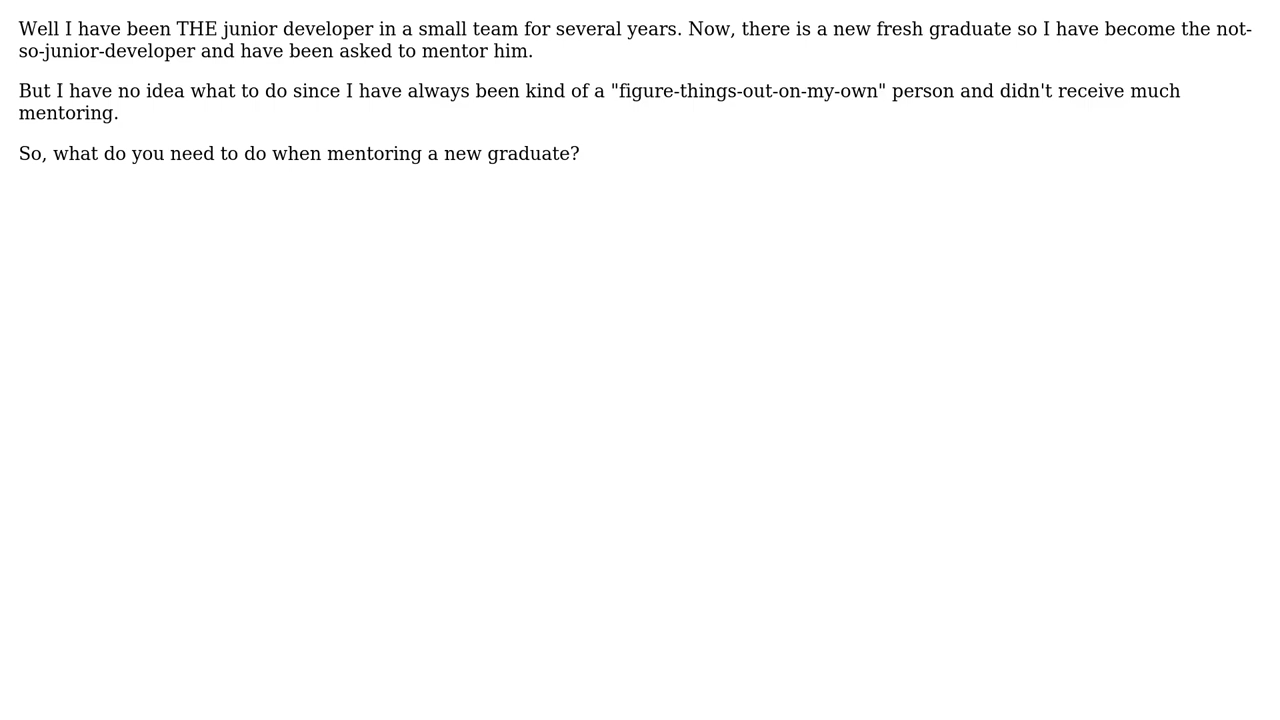 Well I have been THE junior developer in a small team for several years. Now, there is a new fresh graduate so I have become the not-
so-junior-developer and have been asked to mentor him.
But I have no idea what to do since I have always been kind of a "figure-things-out-on-my-own" person and didn't receive much
mentoring.
So, what do you need to do when mentoring a new graduate?